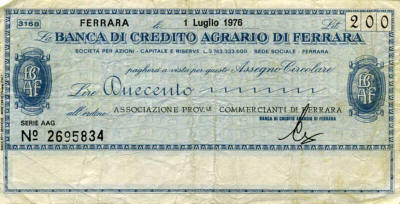 FERRARA li 1 Luglio 1976 Lit. 200
3168
La BANCA DI CREDITO AGRARIO DI FERRARA
SOCIETÀ PER AZIONI - CAPITALE E RISERVE L. 3.163.333.600 SEDE SOCIALE - FERRARA
pagherà a vista per questo Assegno Circolare
Lire Duecento
all'ordine ASSOCIAZIONE PROV.LE COMMERCIANTI DI FERRARA
BANCA DI CREDITO AGRARIO DI FERRARA
SERIE AAG
Nº 2695834